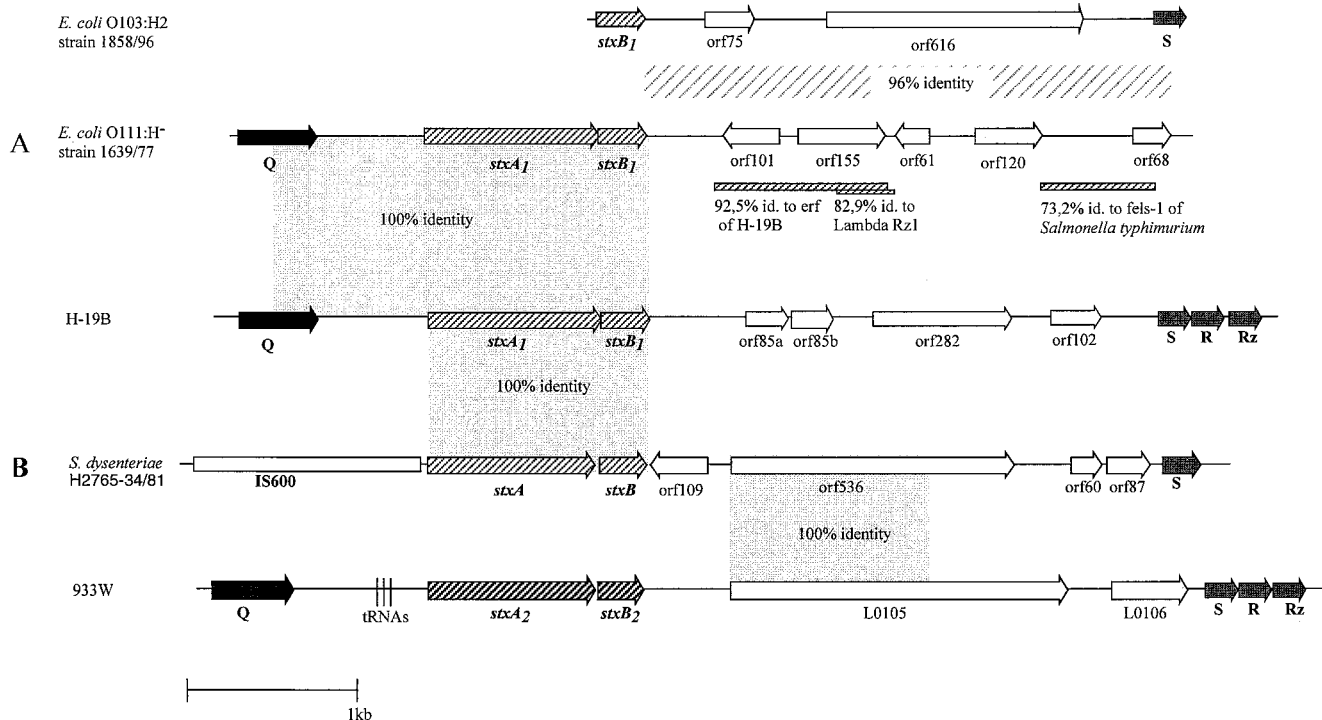 E. coli O103:H2
strain 1858/96
stxB1 orf75 orf616 S
96% identity
A
E. coli O111:H-
strain 1639/77
Q stxA1 stxB1 orf101 orf155 orf61 orf120 orf68
100% identity
92,5% id. to erf
of H-19B
82,9% id. to
Lambda Rz1
73,2% id. to fels-1 of
Salmonella typhimurium
H-19B
Q stxA1 stxB1 orf85a orf85b orf282 orf102 S R Rz
100% identity
B
S. dysenteriae
H2765-34/81
IS600 stxA stxB orf109 orf536 orf60 orf87 S
100% identity
933W
Q tRNAs stxA2 stxB2 L0105 L0106 S R Rz
1kb